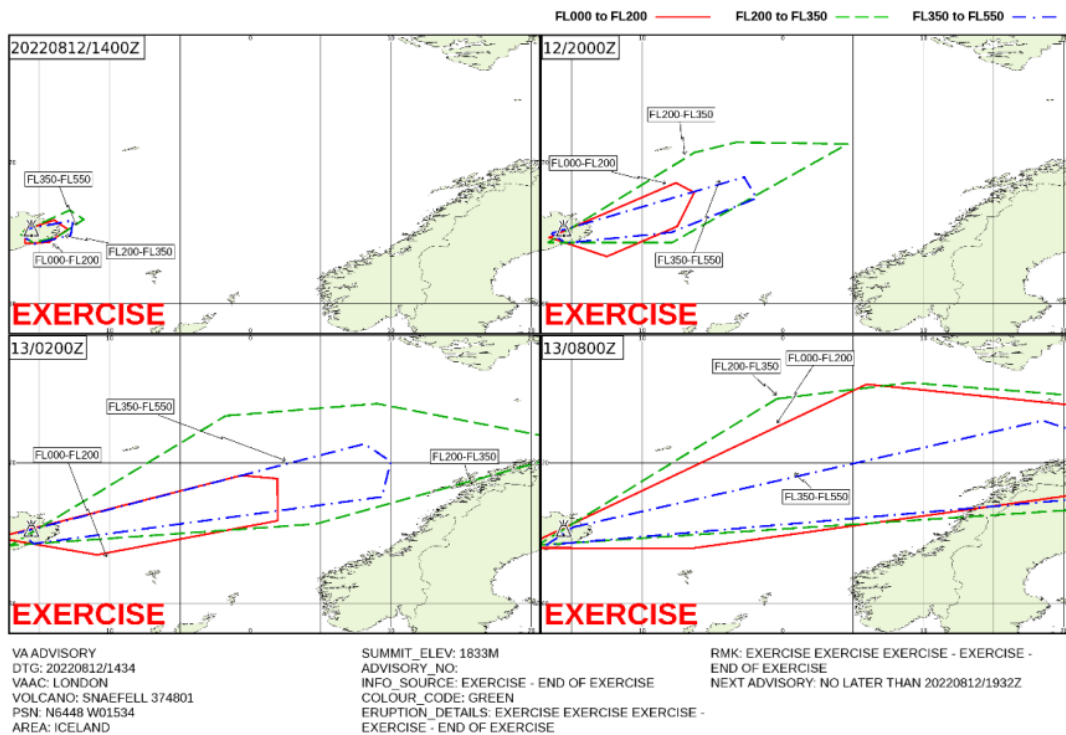 FL000 to FL200 FL200 to FL350 FL350 to FL550
20220812/1400Z
FL350-FL550
FL200-FL350
FL000-FL200
EXERCISE
12/2000Z
FL200-FL350
FL000-FL200
FL350-FL550
EXERCISE
13/0200Z
FL350-FL550
FL000-FL200
FL200-FL350
EXERCISE
13/0800Z
FL200-FL350
FL000-FL200
FL350-FL550
EXERCISE
VA ADVISORY
DTG: 20220812/1434
VAAC: LONDON
VOLCANO: SNAEFELL 374801
PSN: N6448 W01534
AREA: ICELAND
SUMMIT_ELEV: 1833M
ADVISORY_NO:
INFO_SOURCE: EXERCISE - END OF EXERCISE
COLOUR_CODE: GREEN
ERUPTION_DETAILS: EXERCISE EXERCISE EXERCISE -
EXERCISE - END OF EXERCISE
RMK: EXERCISE EXERCISE EXERCISE - EXERCISE -
END OF EXERCISE
NEXT ADVISORY: NO LATER THAN 20220812/1932Z